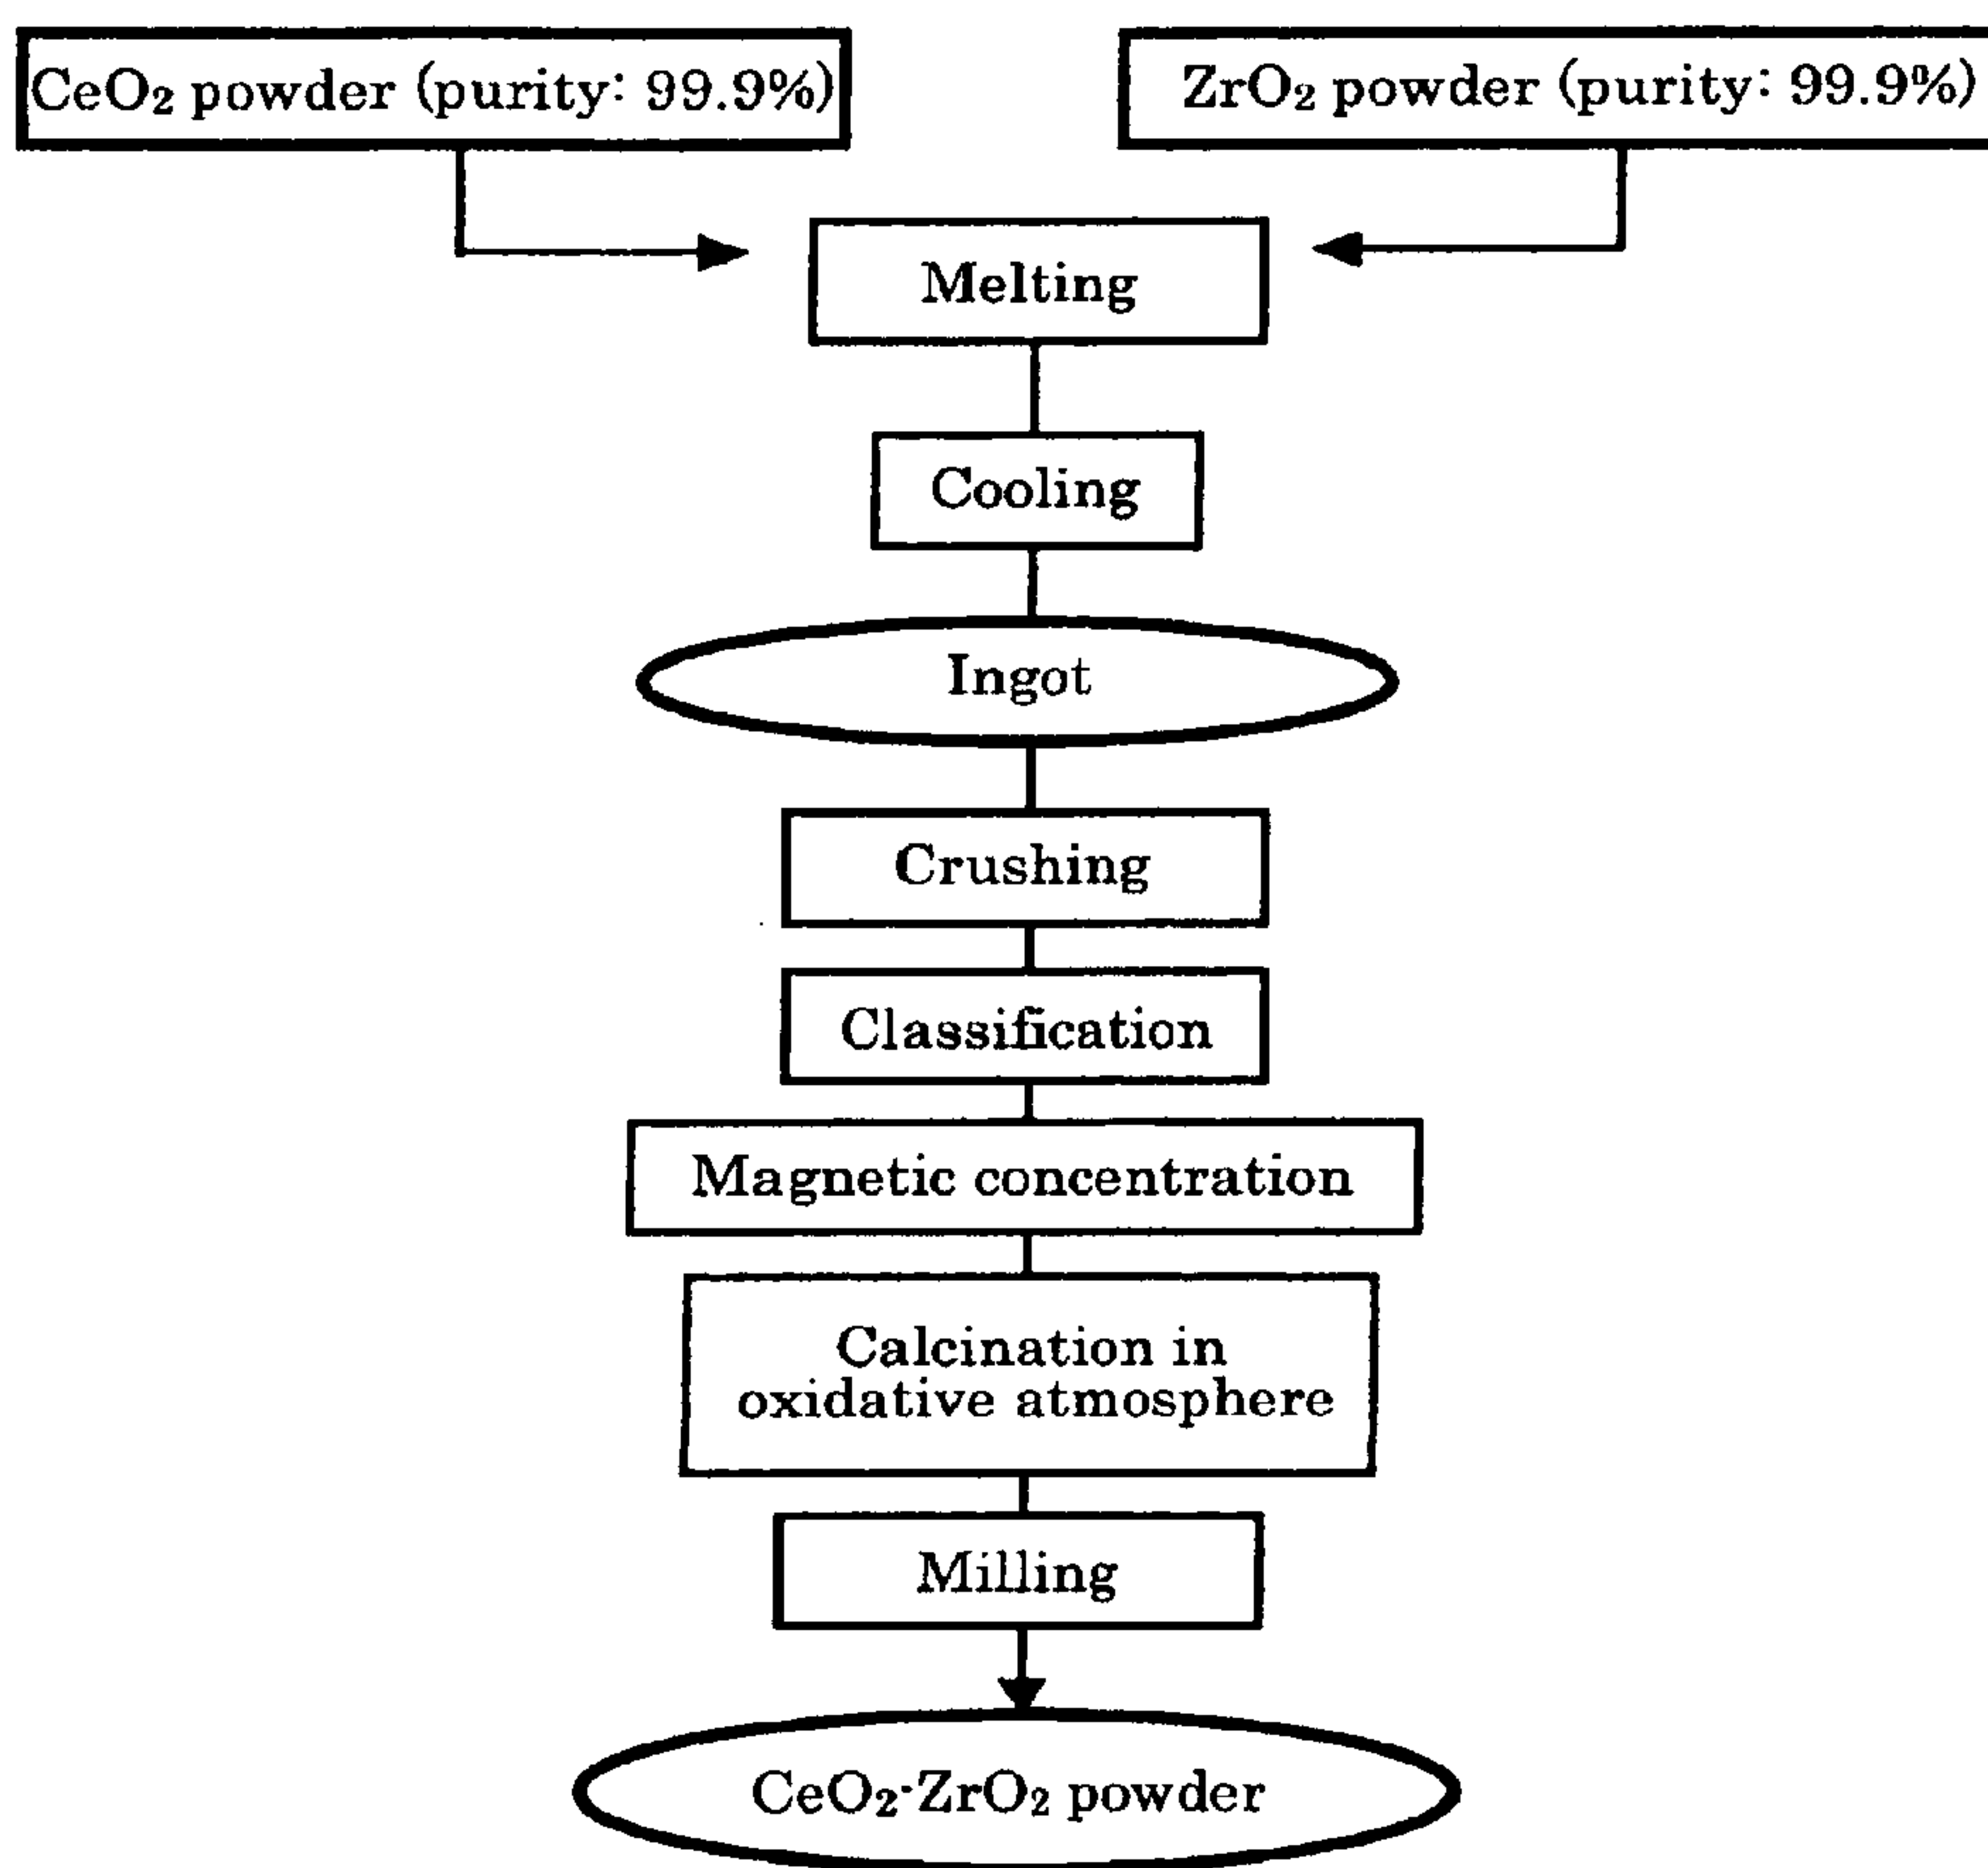 CeO₂ powder (purity: 99.9%)
ZrO₂ powder (purity: 99.9%)
Melting
Cooling
Ingot
Crushing
Classification
Magnetic concentration
Calcination in
oxidative atmosphere
Milling
CeO₂·ZrO₂ powder